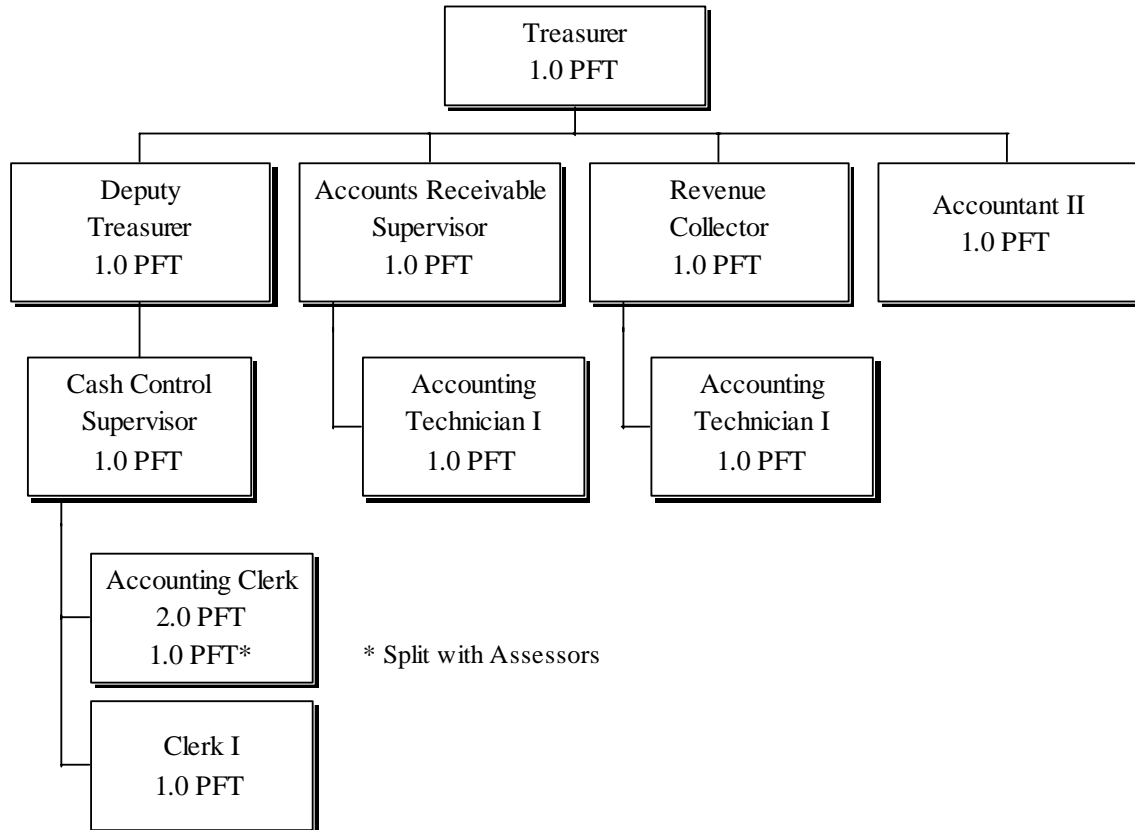 Treasurer
1.0 PFT
Deputy
Treasurer
1.0 PFT
Accounts Receivable
Supervisor
1.0 PFT
Revenue
Collector
1.0 PFT
Accountant II
1.0 PFT
Cash Control
Supervisor
1.0 PFT
Accounting
Technician I
1.0 PFT
Accounting
Technician I
1.0 PFT
Accounting Clerk
2.0 PFT
1.0 PFT*
* Split with Assessors
Clerk I
1.0 PFT